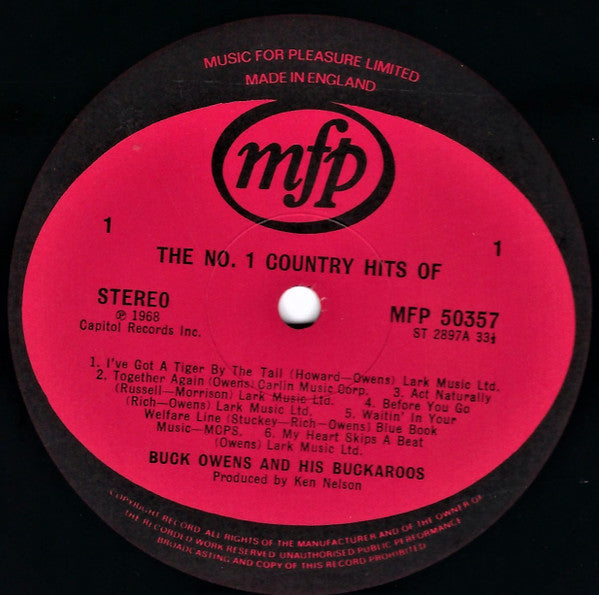 MUSIC FOR PLEASURE LIMITED
MADE IN ENGLAND
mfp
1
1
THE NO. 1 COUNTRY HITS OF
STEREO
℗ 1968
Capitol Records Inc.
MFP 50357
ST 2897A 33⅓
1. I've Got A Tiger By The Tail (Howard—Owens) Lark Music Ltd.
2. Together Again (Owens) Carlin Music Corp. 3. Act Naturally
(Russell—Morrison) Lark Music Ltd. 4. Before You Go
(Rich—Owens) Lark Music Ltd. 5. Waitin' In Your
Welfare Line (Stuckey—Rich—Owens) Blue Book
Music—MCPS. 6. My Heart Skips A Beat
(Owens) Lark Music Ltd.
BUCK OWENS AND HIS BUCKAROOS
Produced by Ken Nelson
COPYRIGHT RECORD ALL RIGHTS OF THE MANUFACTURER AND OF THE OWNER OF
THE RECORDED WORK RESERVED UNAUTHORISED PUBLIC PERFORMANCE
BROADCASTING AND COPY OF THIS RECORD PROHIBITED